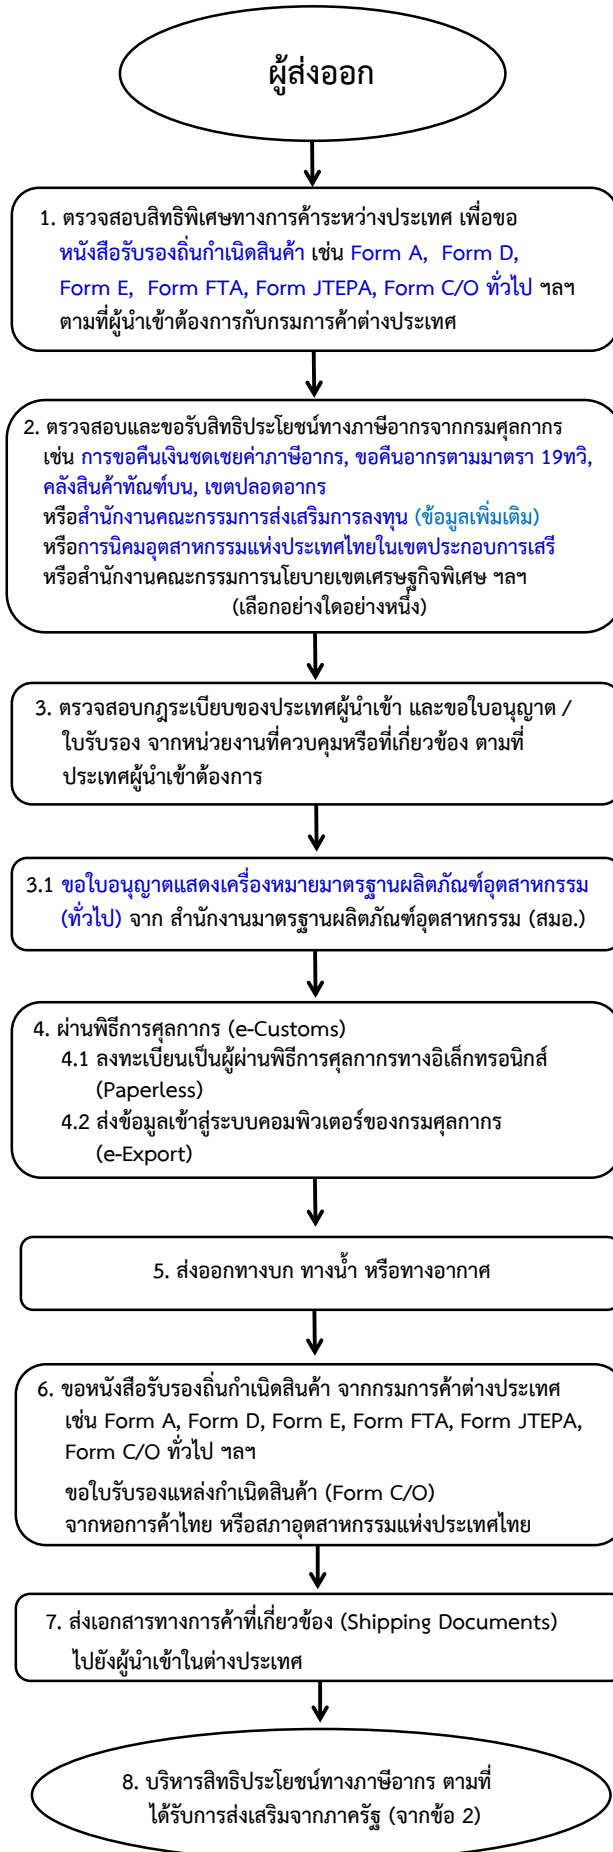 ผู้ส่งออก
1. ตรวจสอบสิทธิพิเศษทางการค้าระหว่างประเทศ เพื่อขอ
หนังสือรับรองถิ่นกำเนิดสินค้า เช่น Form A, Form D,
Form E, Form FTA, Form JTEPA, Form C/O ทั่วไป ฯลฯ
ตามที่ผู้นำเข้าต้องการกับกรมการค้าต่างประเทศ
2. ตรวจสอบและขอรับสิทธิประโยชน์ทางภาษีอากรจากกรมศุลกากร
เช่น การขอคืนเงินชดเชยค่าภาษีอากร, ขอคืนอากรตามมาตรา 19ทวิ,
คลังสินค้าทัณฑ์บน, เขตปลอดอากร
หรือสำนักงานคณะกรรมการส่งเสริมการลงทุน (ข้อมูลเพิ่มเติม)
หรือการนิคมอุตสาหกรรมแห่งประเทศไทยในเขตประกอบการเสรี
หรือสำนักงานคณะกรรมการนโยบายเขตเศรษฐกิจพิเศษ ฯลฯ
(เลือกอย่างใดอย่างหนึ่ง)
3. ตรวจสอบกฎระเบียบของประเทศผู้นำเข้า และขอใบอนุญาต /
ใบรับรอง จากหน่วยงานที่ควบคุมหรือที่เกี่ยวข้อง ตามที่
ประเทศผู้นำเข้าต้องการ
3.1 ขอใบอนุญาตแสดงเครื่องหมายมาตรฐานผลิตภัณฑ์อุตสาหกรรม
(ทั่วไป) จาก สำนักงานมาตรฐานผลิตภัณฑ์อุตสาหกรรม (สมอ.)
4. ผ่านพิธีการศุลกากร (e-Customs)
4.1 ลงทะเบียนเป็นผู้ผ่านพิธีการศุลกากรทางอิเล็กทรอนิกส์
(Paperless)
4.2 ส่งข้อมูลเข้าสู่ระบบคอมพิวเตอร์ของกรมศุลกากร
(e-Export)
5. ส่งออกทางบก ทางน้ำ หรือทางอากาศ
6. ขอหนังสือรับรองถิ่นกำเนิดสินค้า จากกรมการค้าต่างประเทศ
เช่น Form A, Form D, Form E, Form FTA, Form JTEPA,
Form C/O ทั่วไป ฯลฯ
ขอใบรับรองแหล่งกำเนิดสินค้า (Form C/O)
จากหอการค้าไทย หรือสภาอุตสาหกรรมแห่งประเทศไทย
7. ส่งเอกสารทางการค้าที่เกี่ยวข้อง (Shipping Documents)
ไปยังผู้นำเข้าในต่างประเทศ
8. บริหารสิทธิประโยชน์ทางภาษีอากร ตามที่
ได้รับการส่งเสริมจากภาครัฐ (จากข้อ 2)